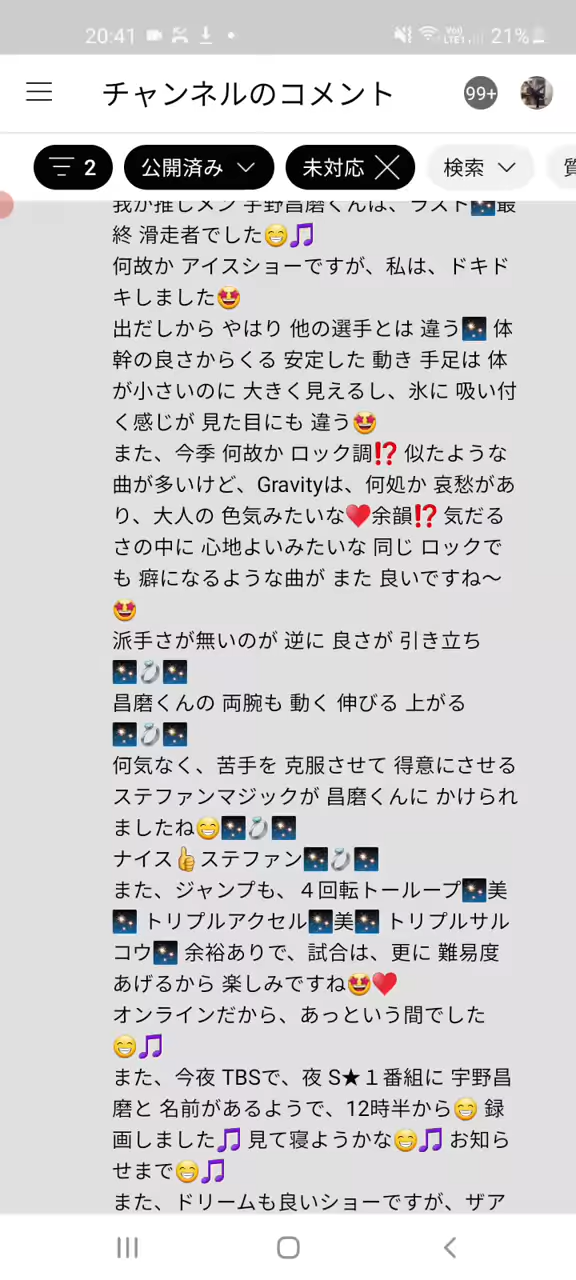 20:41
21%
チャンネルのコメント
99+
2
公開済み
未対応
検索
質
我が推しメン 宇野昌磨くんは、ラスト🎇最
終 滑走者でした😁🎵
何故か アイスショーですが、私は、ドキド
キしました🤩
出だしから やはり 他の選手とは 違う🎇 体
幹の良さからくる 安定した 動き 手足は 体
が小さいのに 大きく見えるし、氷に 吸い付
く感じが 見た目にも 違う🤩
また、今季 何故か ロック調⁉️ 似たような
曲が多いけど、Gravityは、何処か 哀愁があ
り、大人の 色気みたいな♥️余韻⁉️ 気だる
さの中に 心地よいみたいな 同じ ロックで
も 癖になるような曲が また 良いですね〜
🤩
派手さが無いのが 逆に 良さが 引き立ち
🎇💍🎇
昌磨くんの 両腕も 動く 伸びる 上がる
🎇💍🎇
何気なく、苦手を 克服させて 得意にさせる
ステファンマジックが 昌磨くんに かけられ
ましたね😁🎇💍🎇
ナイス👍ステファン🎇💍🎇
また、ジャンプも、４回転トーループ🎇美
🎇 トリプルアクセル🎇美🎇 トリプルサル
コウ🎇 余裕ありで、試合は、更に 難易度
あげるから 楽しみですね🤩♥️
オンラインだから、あっという間でした
😁🎵
また、今夜 TBSで、夜 S★１番組に 宇野昌
磨と 名前があるようで、12時半から😁 録
画しました🎵 見て寝ようかな😁🎵 お知ら
せまで😁🎵
また、ドリームも良いショーですが、ザア